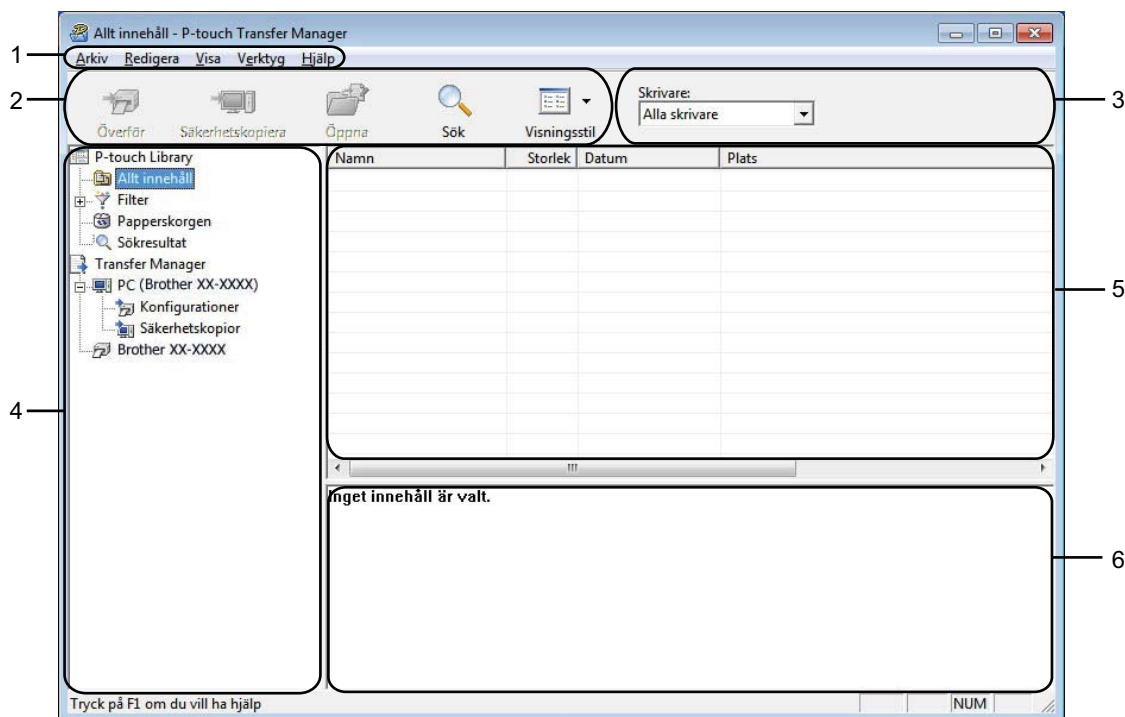 Allt innehåll - P-touch Transfer Manager
1
Arkiv Redigera Visa Verktyg Hjälp
2
Överför Säkerhetskopiera Öppna Sök Visningsstil
Skrivare:
Alla skrivare
3
P-touch Library
Allt innehåll
Filter
Papperskorgen
Sökresultat
Transfer Manager
PC (Brother XX-XXXX)
Konfigurationer
Säkerhetskopior
Brother XX-XXXX
4
Namn Storlek Datum Plats
5
Inget innehåll är valt.
6
Tryck på F1 om du vill ha hjälp
NUM